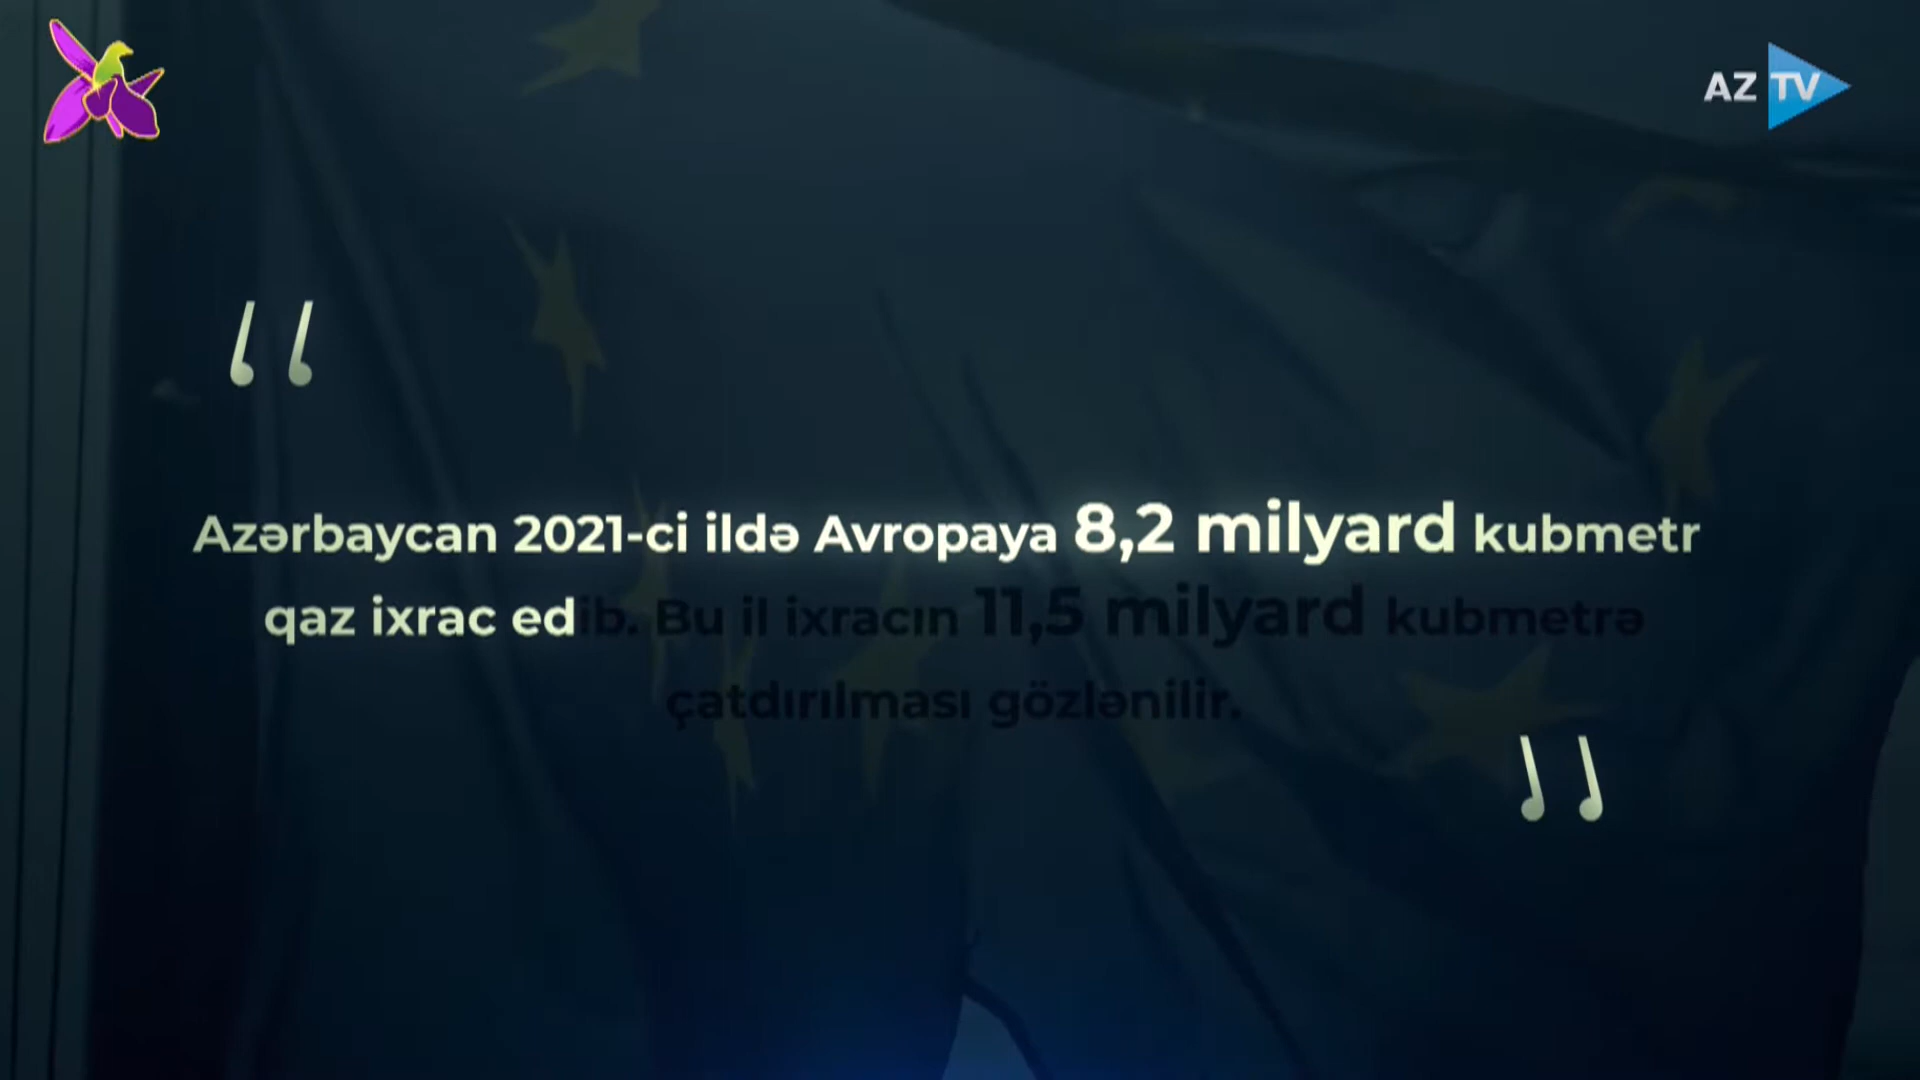 AZ TV
Azərbaycan 2021-ci ildə Avropaya 8,2 milyard kubmetr
qaz ixrac edib. Bu il ixracın 11,5 milyard kubmetrə
çatdırılması gözlənilir.